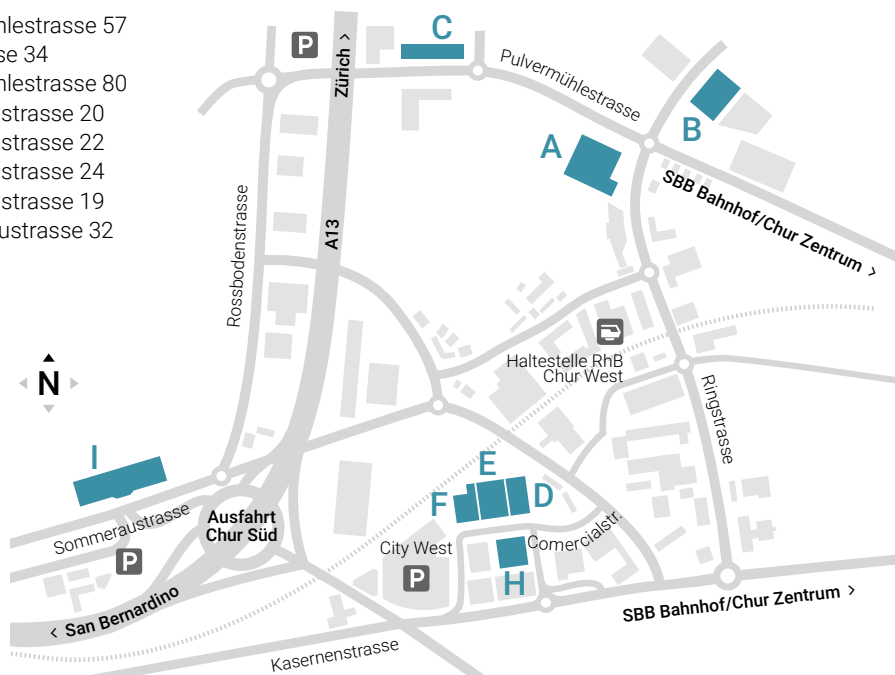 hlestrasse 57
se 34
hlestrasse 80
strasse 20
strasse 22
strasse 24
strasse 19
ustrasse 32
P
Zürich >
C
Pulvermühlestrasse
B
A
SBB Bahnhof/Chur Zentrum >
Rossbodenstrasse
A13
Haltestelle RhB
Chur West
N
Ringstrasse
I
E
F
D
Sommeraustrasse
Ausfahrt
Chur Süd
Comercialstr.
City West
P
P
H
< San Bernardino
SBB Bahnhof/Chur Zentrum >
Kasernenstrasse